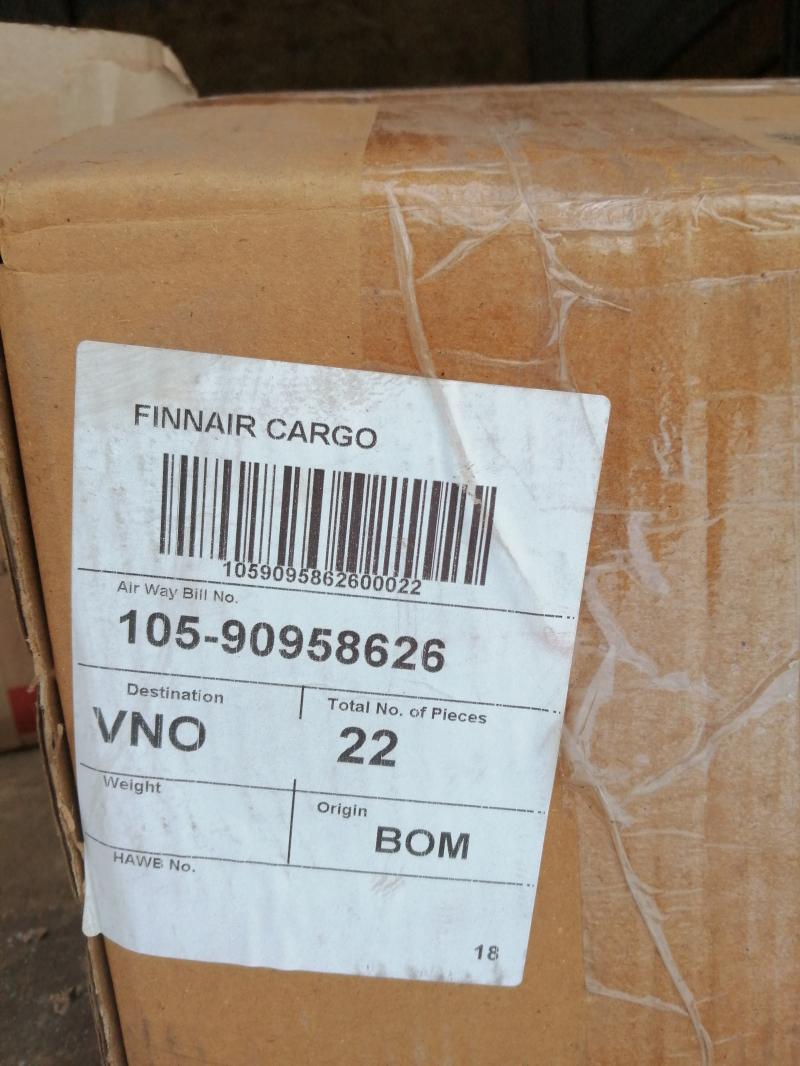 FINNAIR CARGO
1059095862600022
Air Way Bill No.
105-90958626
Destination
Total No. of Pieces
VNO
22
Weight
Origin
BOM
HAWB No.
18